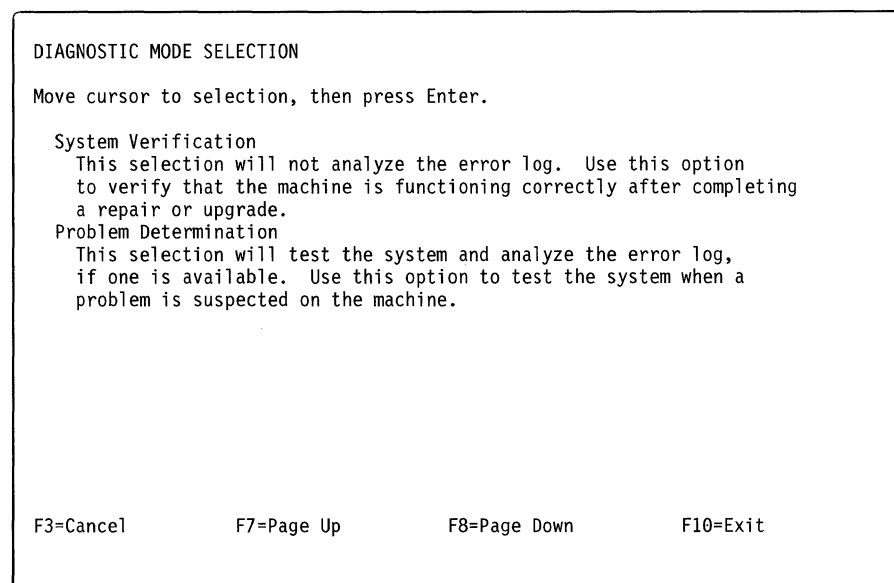 DIAGNOSTIC MODE SELECTION
Move cursor to selection, then press Enter.
System Verification
This selection will not analyze the error log. Use this option
to verify that the machine is functioning correctly after completing
a repair or upgrade.
Problem Determination
This selection will test the system and analyze the error log,
if one is available. Use this option to test the system when a
problem is suspected on the machine.
F3=Cancel F7=Page Up F8=Page Down F10=Exit